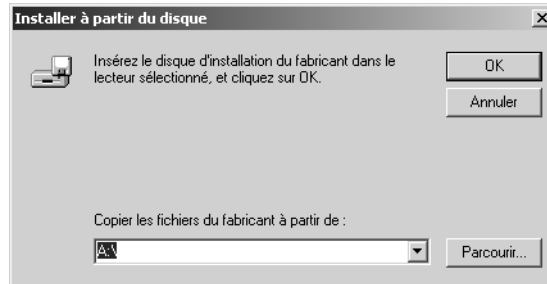 Installer à partir du disque
Insérez le disque d'installation du fabricant dans le
lecteur sélectionné, et cliquez sur OK.
OK
Annuler
Copier les fichiers du fabricant à partir de :
A:\
Parcourir...